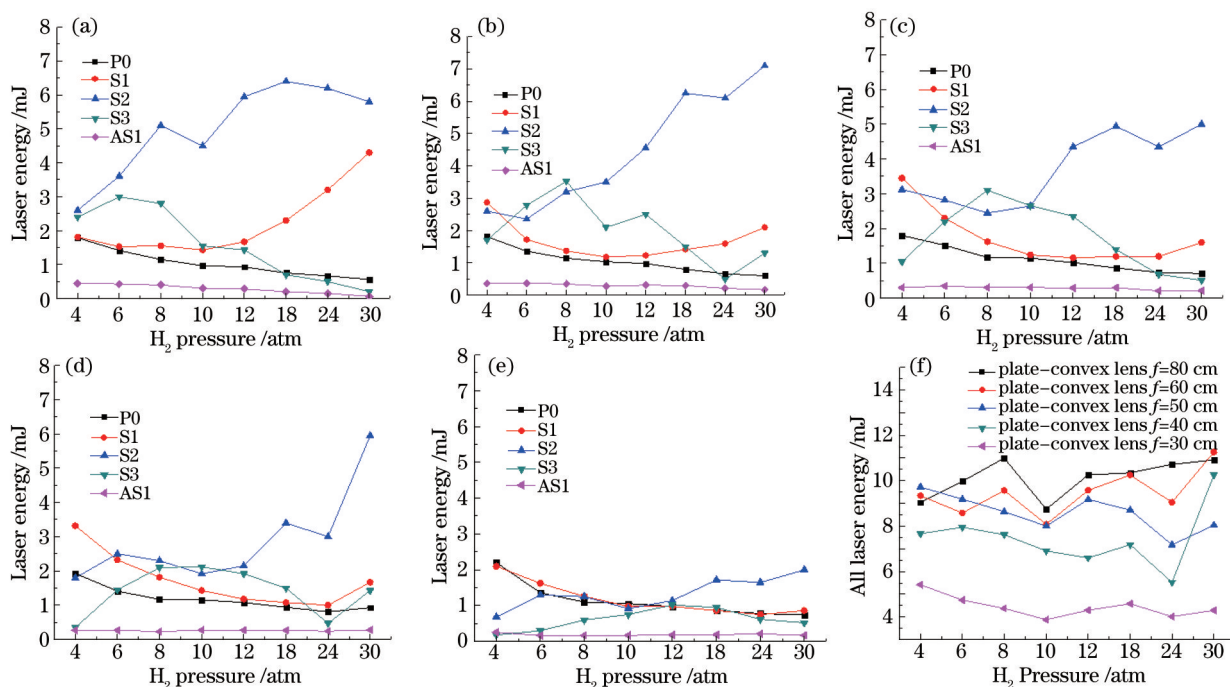 (a)
8
7
6
5
4
3
2
1
0
Laser energy /mJ
P0
S1
S2
S3
AS1
4 6 8 10 12 18 24 30
H₂ pressure /atm
(b)
8
7
6
5
4
3
2
1
0
Laser energy /mJ
P0
S1
S2
S3
AS1
4 6 8 10 12 18 24 30
H₂ pressure /atm
(c)
8
7
6
5
4
3
2
1
0
Laser energy /mJ
P0
S1
S2
S3
AS1
4 6 8 10 12 18 24 30
H₂ pressure /atm
(d)
8
7
6
5
4
3
2
1
0
Laser energy /mJ
P0
S1
S2
S3
AS1
4 6 8 10 12 18 24 30
H₂ pressure /atm
(e)
8
7
6
5
4
3
2
1
0
Laser energy /mJ
P0
S1
S2
S3
AS1
4 6 8 10 12 18 24 30
H₂ pressure /atm
(f)
14
12
10
8
6
4
All laser energy /mJ
plate-convex lens f=80 cm
plate-convex lens f=60 cm
plate-convex lens f=50 cm
plate-convex lens f=40 cm
plate-convex lens f=30 cm
4 6 8 10 12 18 24 30
H₂ Pressure /atm